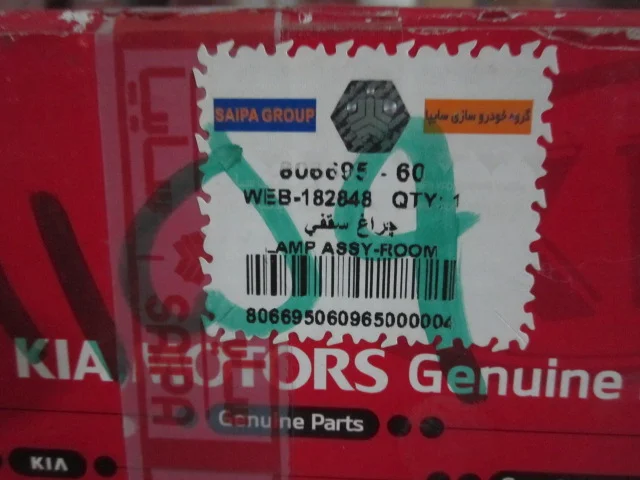 SAIPA GROUP
گروه خودرو سازی سایپا
806695 - 60
WEB-182848 QTY: 1
چراغ سقفي
LAMP ASSY-ROOM
806695060965000004
سایپا
SAIPA
KIA MOTORS Genuine
Genuine Parts
KIA